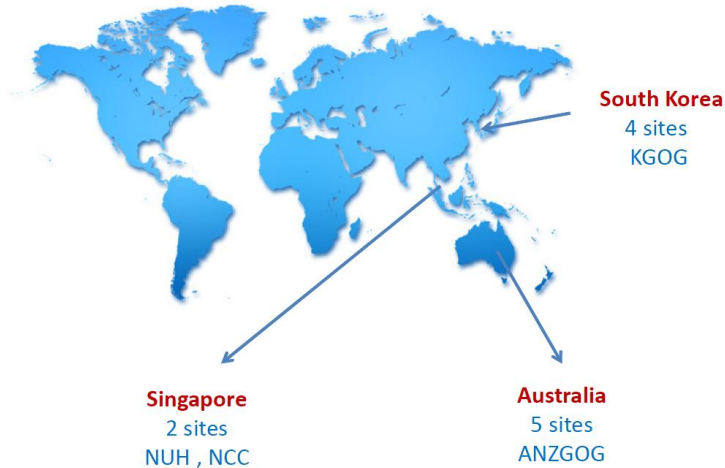 South Korea
4 sites
KGOG
Singapore
2 sites
NUH , NCC
Australia
5 sites
ANZGOG